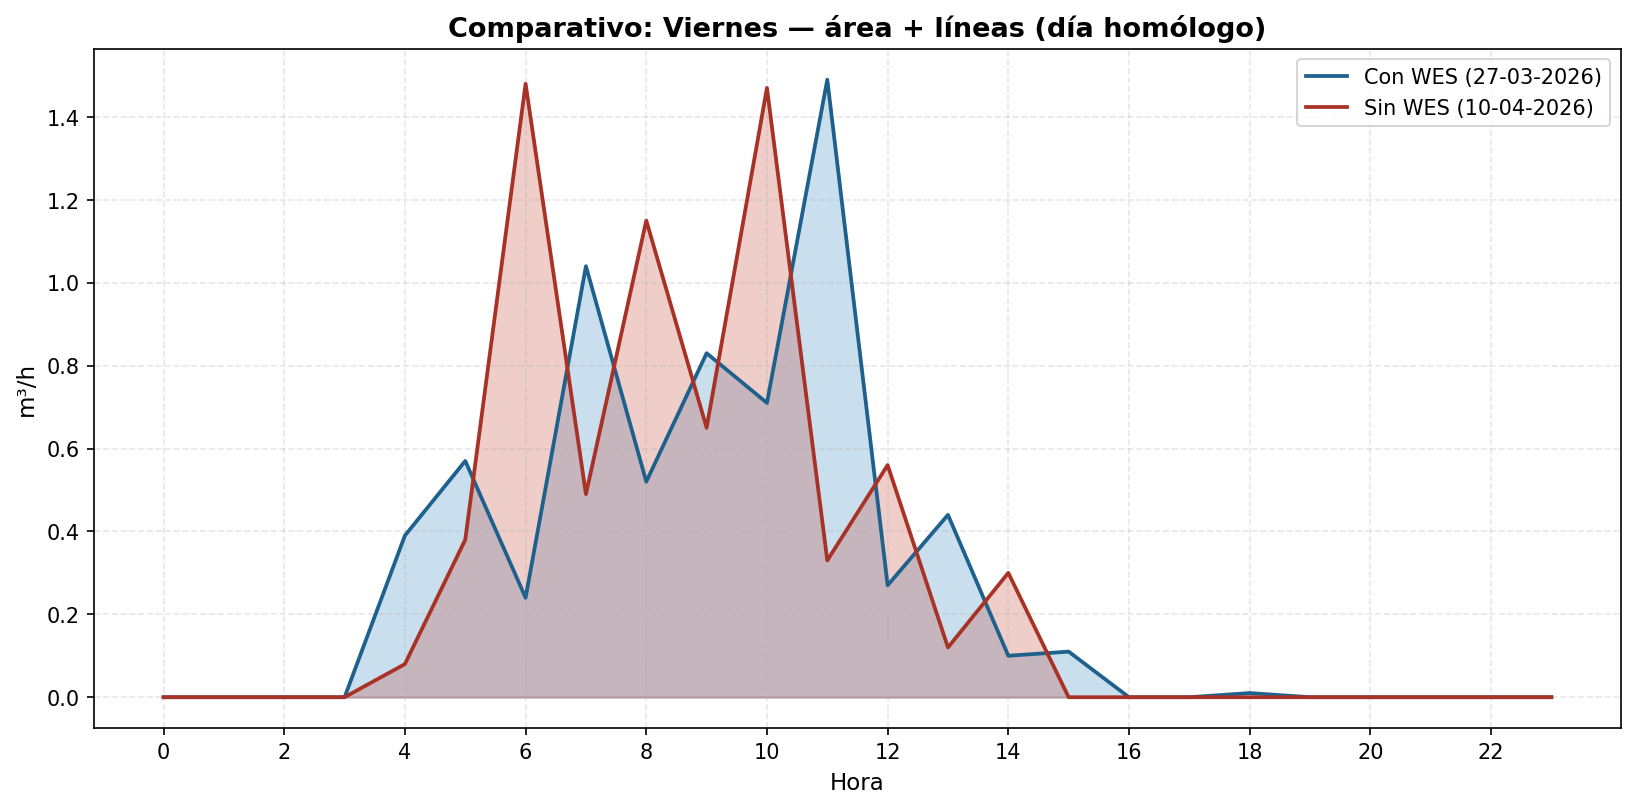 Comparativo: Viernes — área + líneas (día homólogo)
Con WES (27-03-2026)
Sin WES (10-04-2026)
m³/h
1.4
1.2
1.0
0.8
0.6
0.4
0.2
0.0
0 2 4 6 8 10 12 14 16 18 20 22
Hora